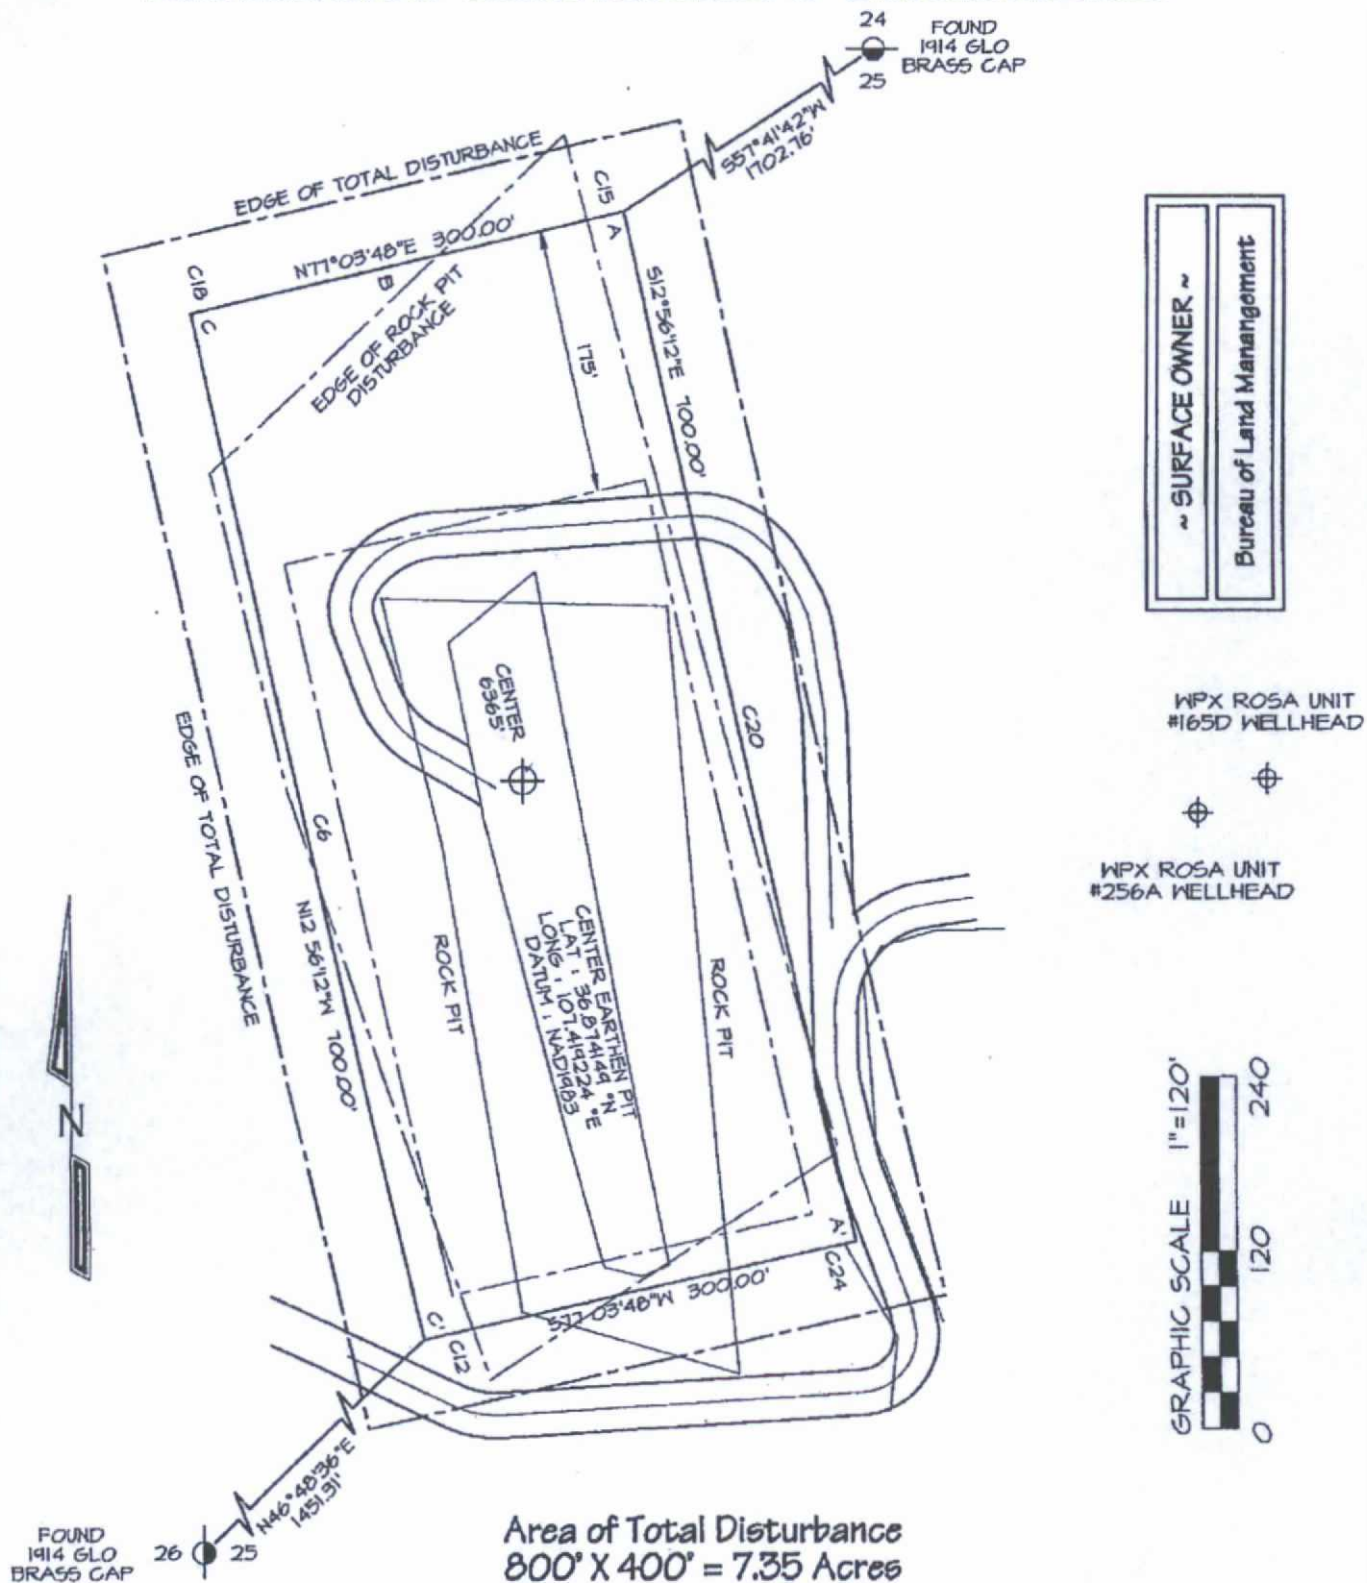 24
FOUND
1914 GLO
BRASS CAP
25
S57°41'42"W
1702.76'
EDGE OF TOTAL DISTURBANCE
C15
A
N77°03'48"E 300.00'
B
C18
C
EDGE OF ROCK PIT
DISTURBANCE
175'
S12°56'12"E 700.00'
~ SURFACE OWNER ~
Bureau of Land Manangement
CENTER
6365'
WPX ROSA UNIT
#165D WELLHEAD
C20
EDGE OF TOTAL DISTURBANCE
C6
WPX ROSA UNIT
#256A WELLHEAD
N12 56'12"W 700.00'
ROCK PIT
CENTER EARTHEN PIT
LAT : 36.874149 °N
LONG : 107.419224 °E
DATUM : NAD1983
ROCK PIT
N
GRAPHIC SCALE 1"=120'
0 120 240
A'
C24
S77 03'48"W 300.00'
C'
C12
N46°48'36"E
1451.31'
FOUND
1914 GLO
BRASS CAP
26 25
Area of Total Disturbance
800' X 400' = 7.35 Acres